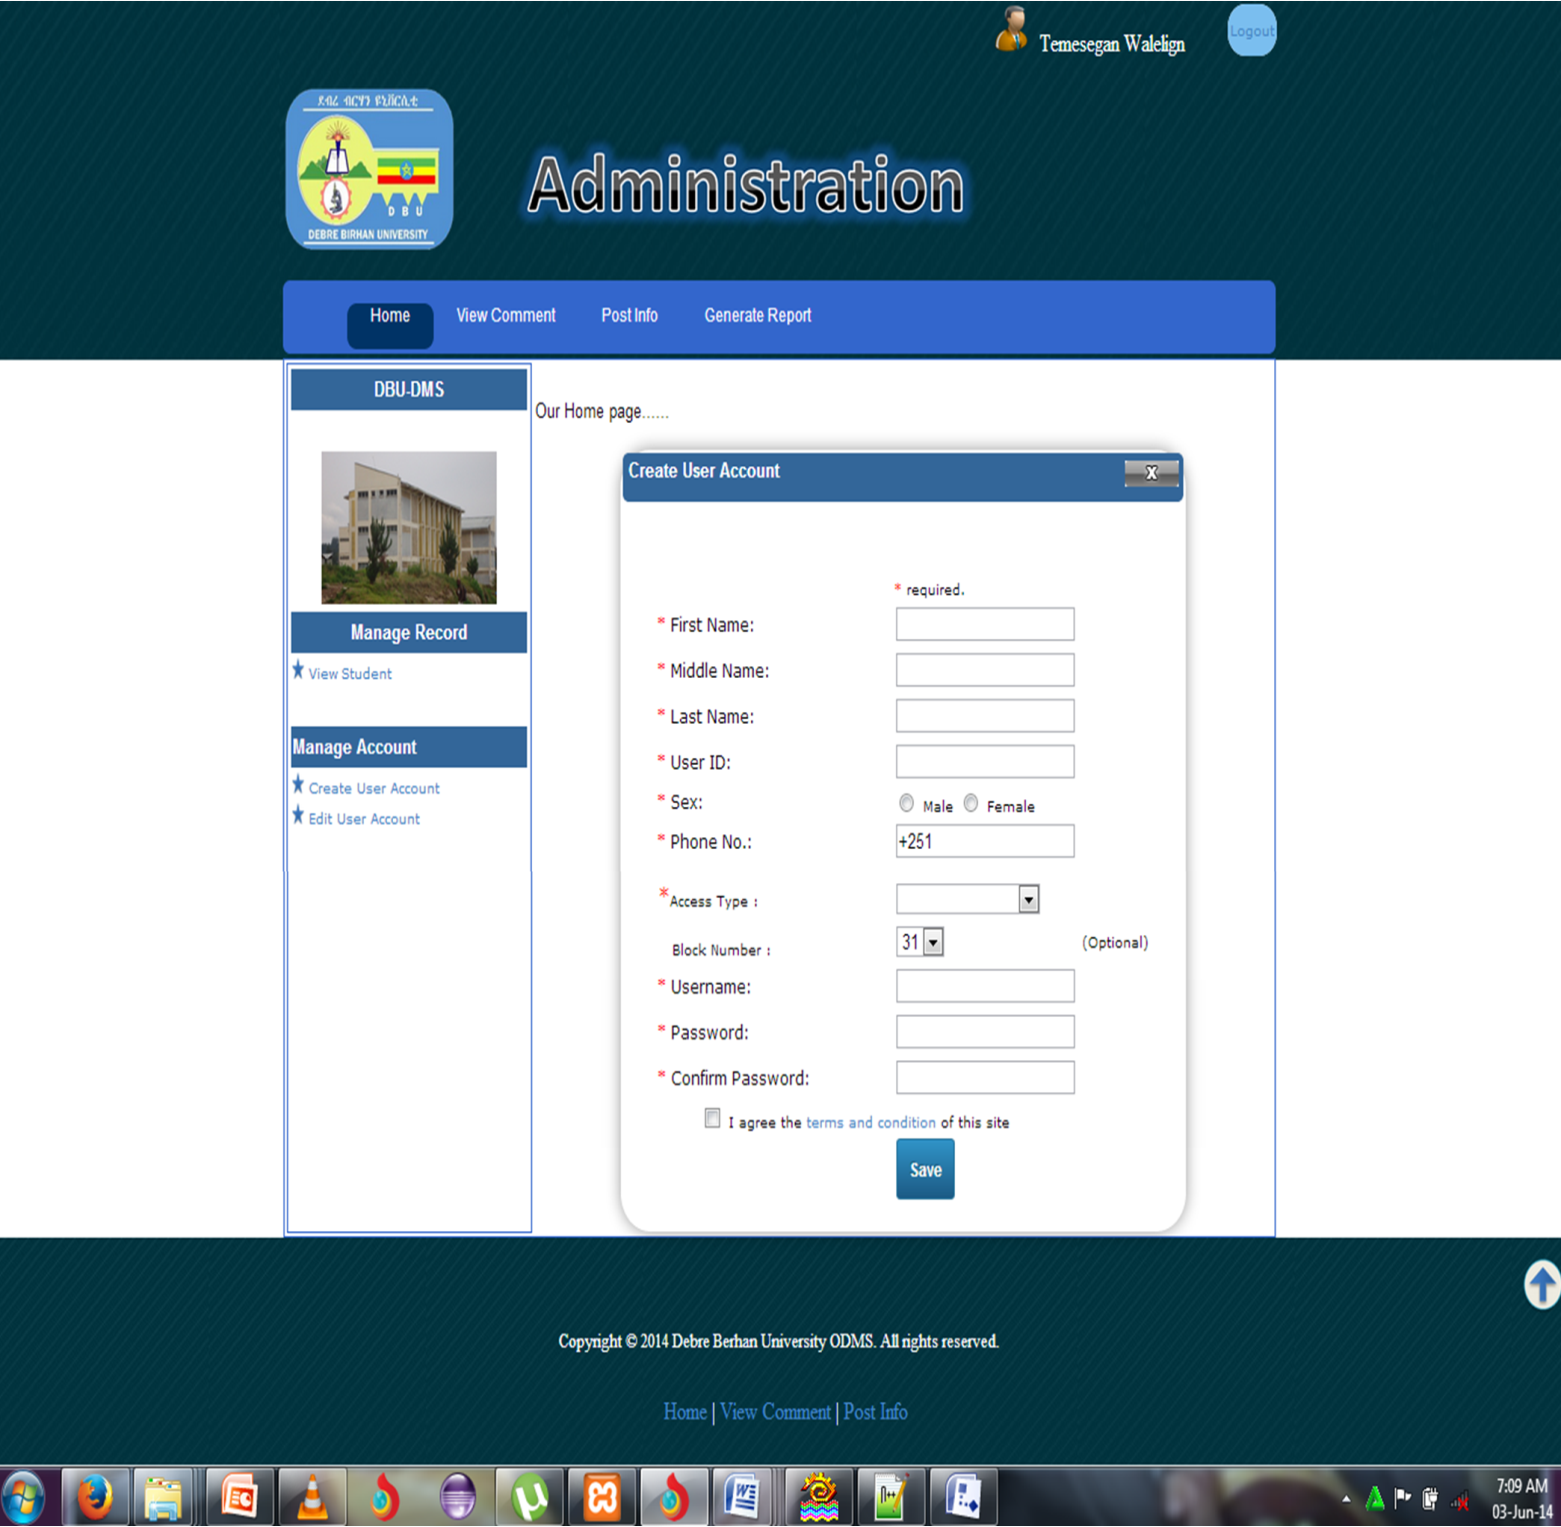 Temesegan Walelign
Logout
ደብረ ብርሃን ዩኒቨርሲቲ
D B U
DEBRE BIRHAN UNIVERSITY
Administration
Home View Comment Post Info Generate Report
DBU-DMS
Manage Record
View Student
Manage Account
Create User Account
Edit User Account
Our Home page......
Create User Account X
* required.
* First Name:
* Middle Name:
* Last Name:
* User ID:
* Sex: Male Female
* Phone No.: +251
*Access Type :
Block Number : 31 (Optional)
* Username:
* Password:
* Confirm Password:
I agree the terms and condition of this site
Save
Copyright © 2014 Debre Berhan University ODMS. All rights reserved.
Home | View Comment | Post Info
7:09 AM
03-Jun-14